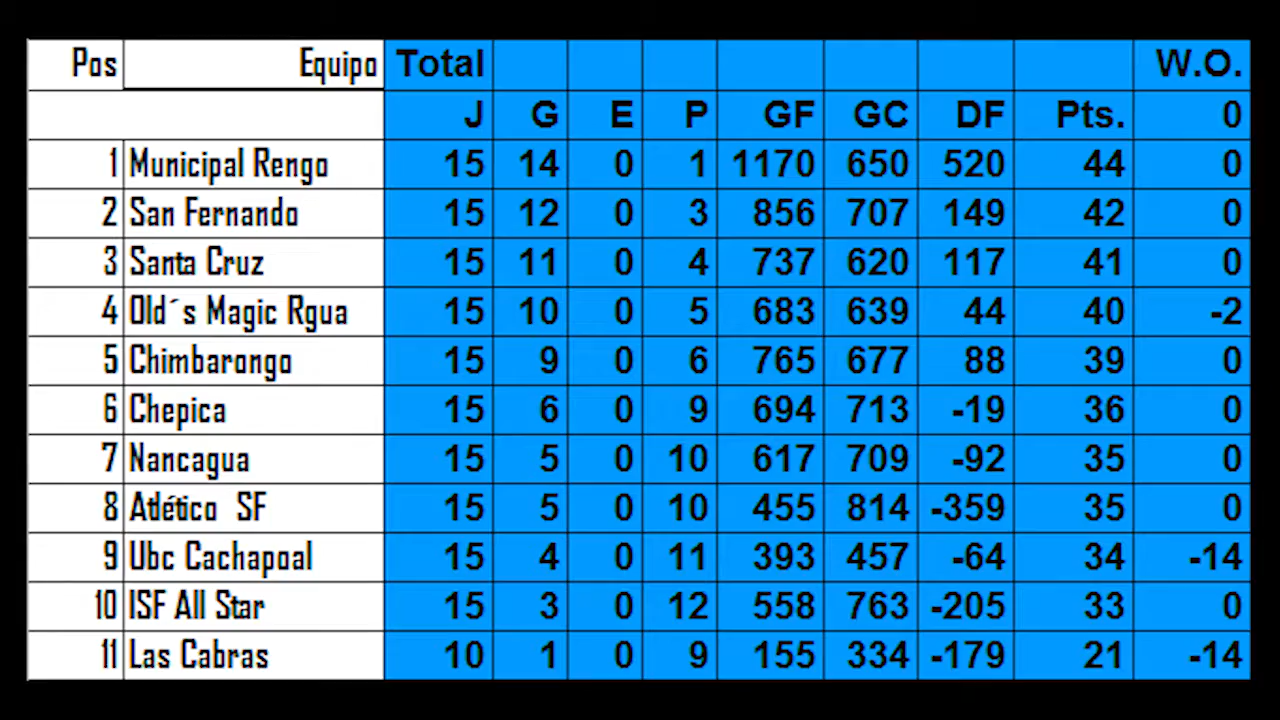 Pos Equipo Total W.O.
J G E P GF GC DF Pts. 0
1 Municipal Rengo 15 14 0 1 1170 650 520 44 0
2 San Fernando 15 12 0 3 856 707 149 42 0
3 Santa Cruz 15 11 0 4 737 620 117 41 0
4 Old´s Magic Rgua 15 10 0 5 683 639 44 40 -2
5 Chimbarongo 15 9 0 6 765 677 88 39 0
6 Chepica 15 6 0 9 694 713 -19 36 0
7 Nancagua 15 5 0 10 617 709 -92 35 0
8 Atlético SF 15 5 0 10 455 814 -359 35 0
9 Ubc Cachapoal 15 4 0 11 393 457 -64 34 -14
10 ISF All Star 15 3 0 12 558 763 -205 33 0
11 Las Cabras 10 1 0 9 155 334 -179 21 -14